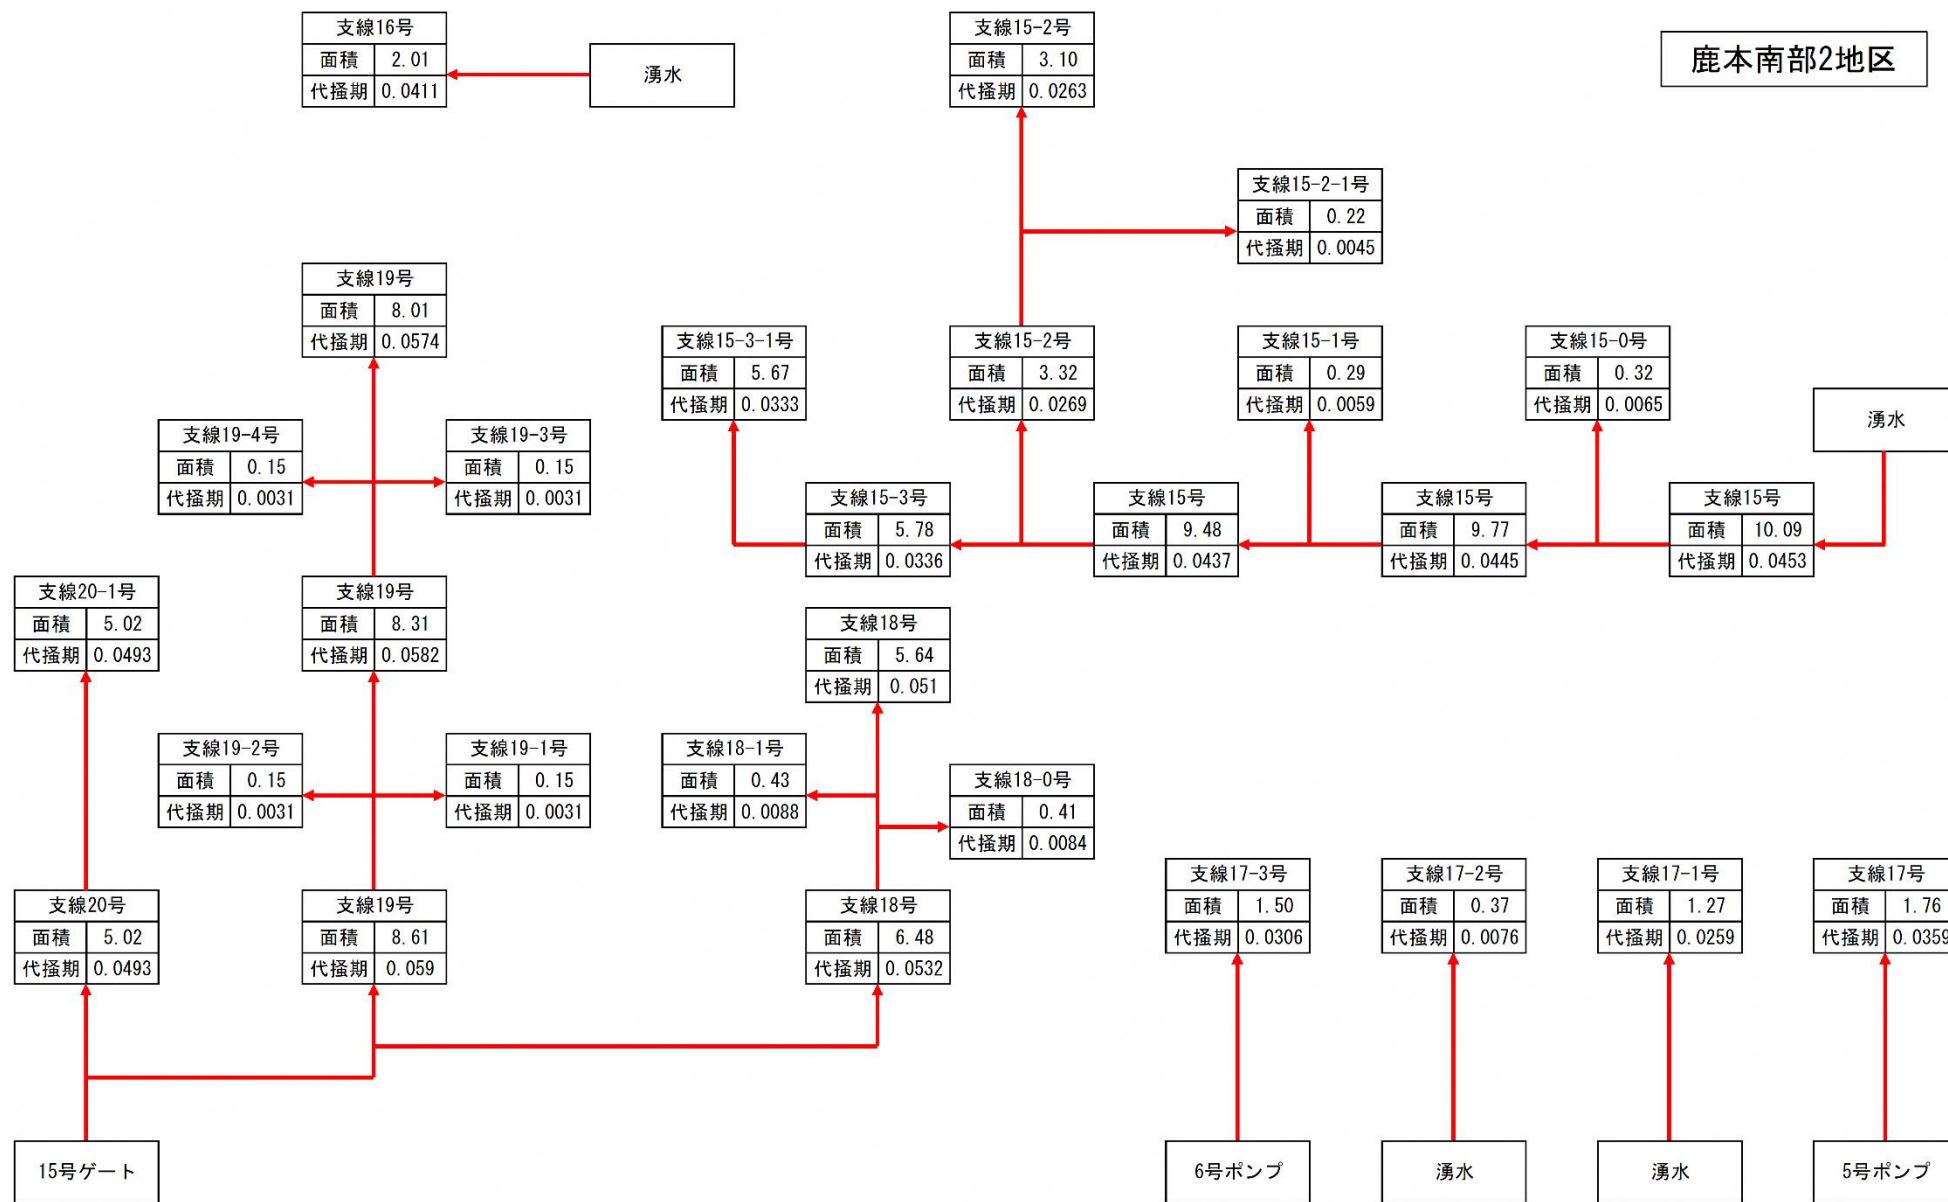 鹿本南部2地区
支線16号
面積 2.01
代掻期 0.0411
湧水
支線15-2号
面積 3.10
代掻期 0.0263
支線15-2-1号
面積 0.22
代掻期 0.0045
支線19号
面積 8.01
代掻期 0.0574
支線15-3-1号
面積 5.67
代掻期 0.0333
支線15-2号
面積 3.32
代掻期 0.0269
支線15-1号
面積 0.29
代掻期 0.0059
支線15-0号
面積 0.32
代掻期 0.0065
湧水
支線19-4号
面積 0.15
代掻期 0.0031
支線19-3号
面積 0.15
代掻期 0.0031
支線15-3号
面積 5.78
代掻期 0.0336
支線15号
面積 9.48
代掻期 0.0437
支線15号
面積 9.77
代掻期 0.0445
支線15号
面積 10.09
代掻期 0.0453
支線20-1号
面積 5.02
代掻期 0.0493
支線19号
面積 8.31
代掻期 0.0582
支線18号
面積 5.64
代掻期 0.051
支線19-2号
面積 0.15
代掻期 0.0031
支線19-1号
面積 0.15
代掻期 0.0031
支線18-1号
面積 0.43
代掻期 0.0088
支線18-0号
面積 0.41
代掻期 0.0084
支線20号
面積 5.02
代掻期 0.0493
支線19号
面積 8.61
代掻期 0.059
支線18号
面積 6.48
代掻期 0.0532
支線17-3号
面積 1.50
代掻期 0.0306
支線17-2号
面積 0.37
代掻期 0.0076
支線17-1号
面積 1.27
代掻期 0.0259
支線17号
面積 1.76
代掻期 0.0359
15号ゲート
6号ポンプ
湧水
湧水
5号ポンプ